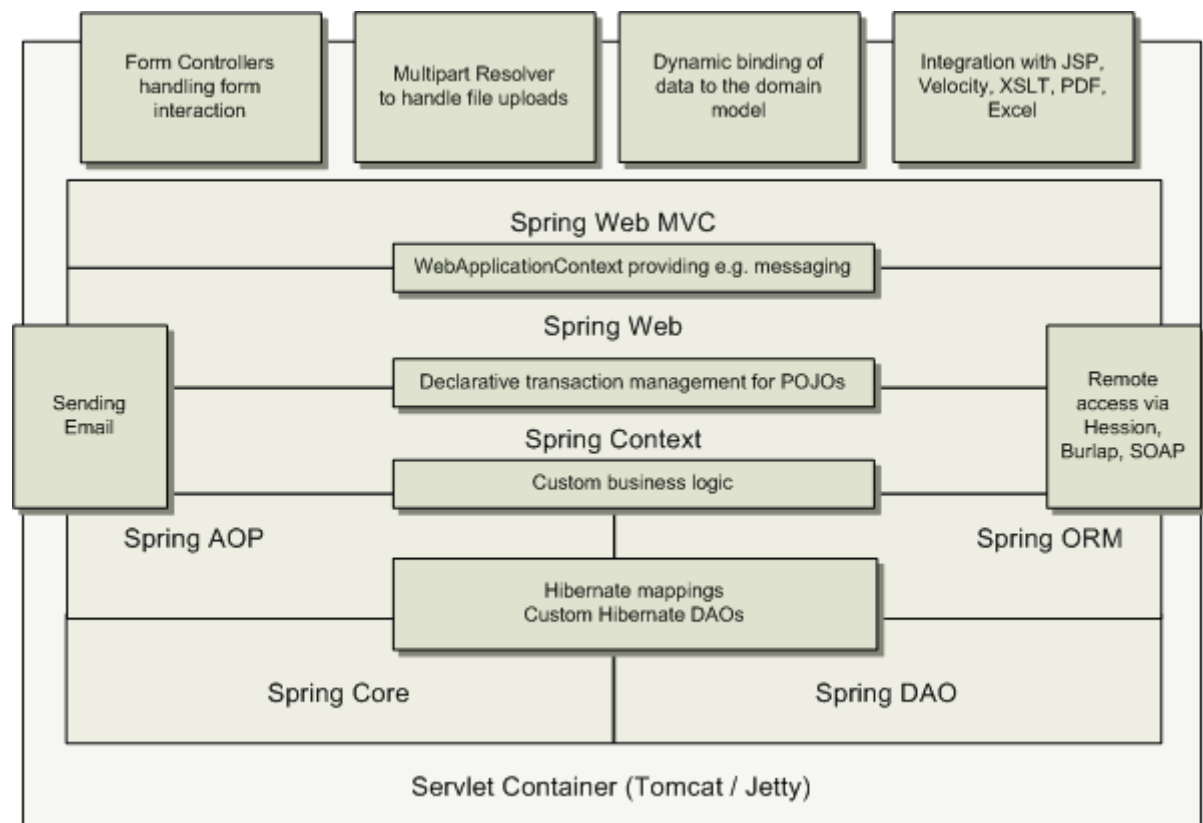 Form Controllers
handling form
interaction
Multipart Resolver
to handle file uploads
Dynamic binding of
data to the domain
model
Integration with JSP,
Velocity, XSLT, PDF,
Excel
Spring Web MVC
WebApplicationContext providing e.g. messaging
Spring Web
Declarative transaction management for POJOs
Sending
Email
Remote
access via
Hession,
Burlap, SOAP
Spring Context
Custom business logic
Spring AOP
Spring ORM
Hibernate mappings
Custom Hibernate DAOs
Spring Core
Spring DAO
Servlet Container (Tomcat / Jetty)